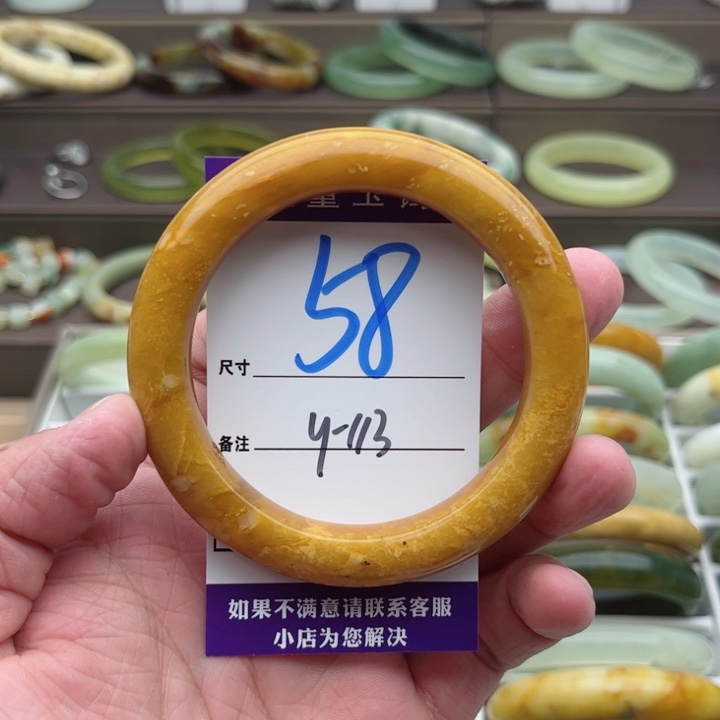 尺寸 58
备注 y-113
如果不满意请联系客服
小店为您解决